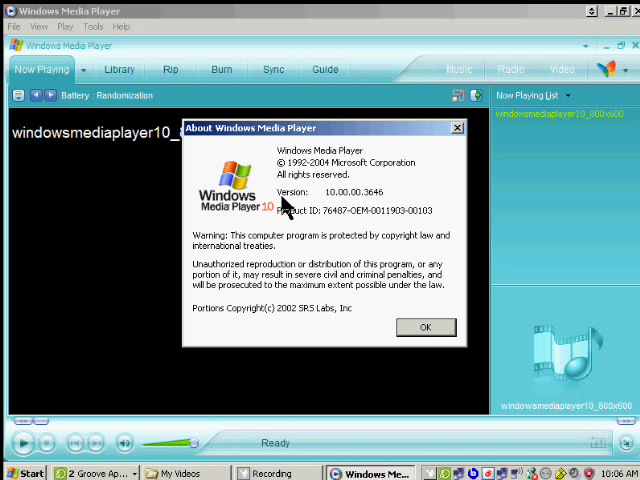 Windows Media Player
File View Play Tools Help
Windows Media Player
Now Playing Library Rip Burn Sync Guide Music Radio Video
Battery : Randomization
Now Playing List
windowsmediaplayer10_800x600
windowsmediaplayer10_
About Windows Media Player
Windows Media Player
© 1992-2004 Microsoft Corporation
All rights reserved.
Version: 10.00.00.3646
Product ID: 76487-OEM-0011903-00103
Windows
Media Player 10
Warning: This computer program is protected by copyright law and
international treaties.
Unauthorized reproduction or distribution of this program, or any
portion of it, may result in severe civil and criminal penalties, and
will be prosecuted to the maximum extent possible under the law.
Portions Copyright(c) 2002 SRS Labs, Inc
OK
windowsmediaplayer10_800x600
Ready
Start 2 Groove Ap... My Videos Recording Windows Me... 10:06 AM